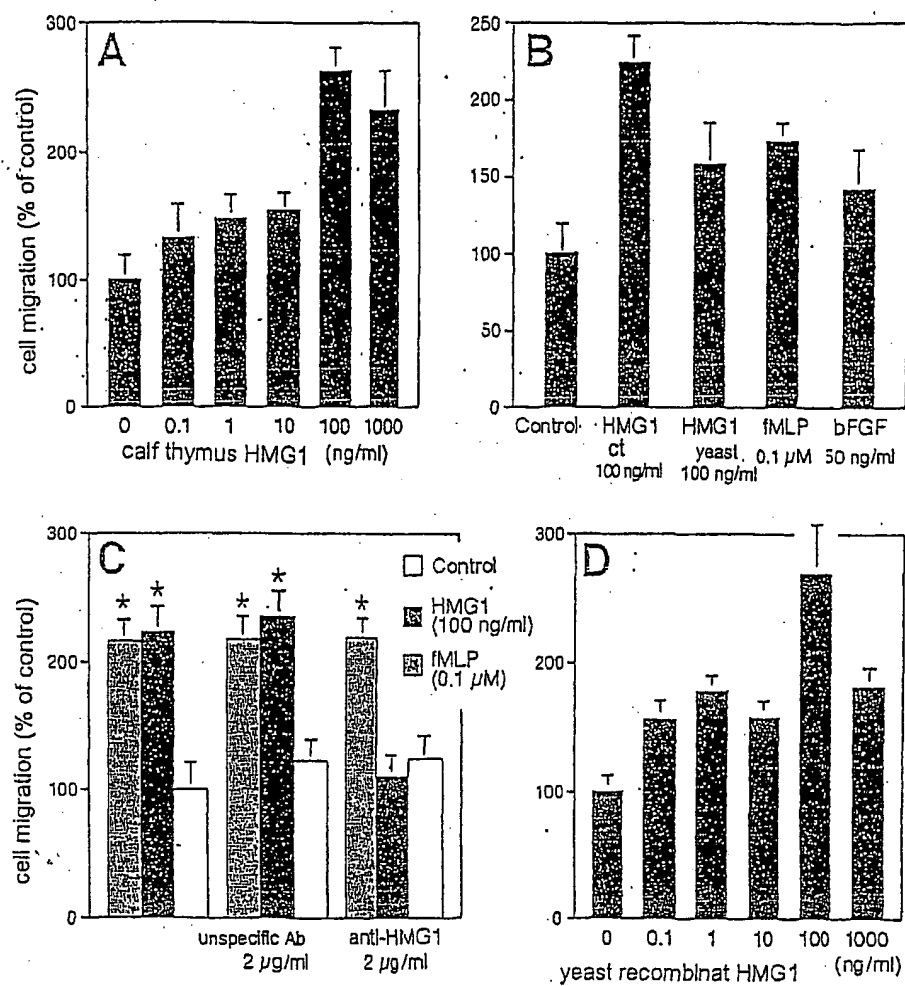 A
cell migration (% of control)
300
200
100
0
0 0.1 1 10 100 1000
calf thymus HMG1 (ng/ml)
B
250
200
150
100
50
0
Control HMG1 HMG1 fMLP bFGF
ct yeast 0.1 µM 50 ng/ml
100 ng/ml 100 ng/ml
C
cell migration (% of control)
300
200
100
0
* * * * *
Control
HMG1
(100 ng/ml)
fMLP
(0.1 µM)
unspecific Ab anti-HMG1
2 µg/ml 2 µg/ml
D
300
200
100
0
0 0.1 1 10 100 1000
yeast recombinat HMG1 (ng/ml)